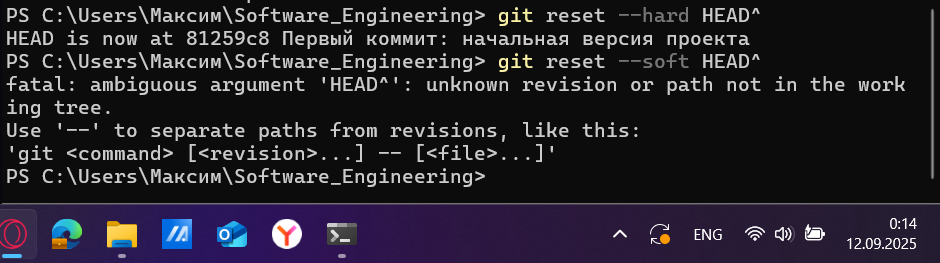 PS C:\Users\Максим\Software_Engineering> git reset --hard HEAD^
HEAD is now at 81259c8 Первый коммит: начальная версия проекта
PS C:\Users\Максим\Software_Engineering> git reset --soft HEAD^
fatal: ambiguous argument 'HEAD^': unknown revision or path not in the work
ing tree.
Use '--' to separate paths from revisions, like this:
'git <command> [<revision>...] -- [<file>...]'
PS C:\Users\Максим\Software_Engineering>
ENG
0:14
12.09.2025